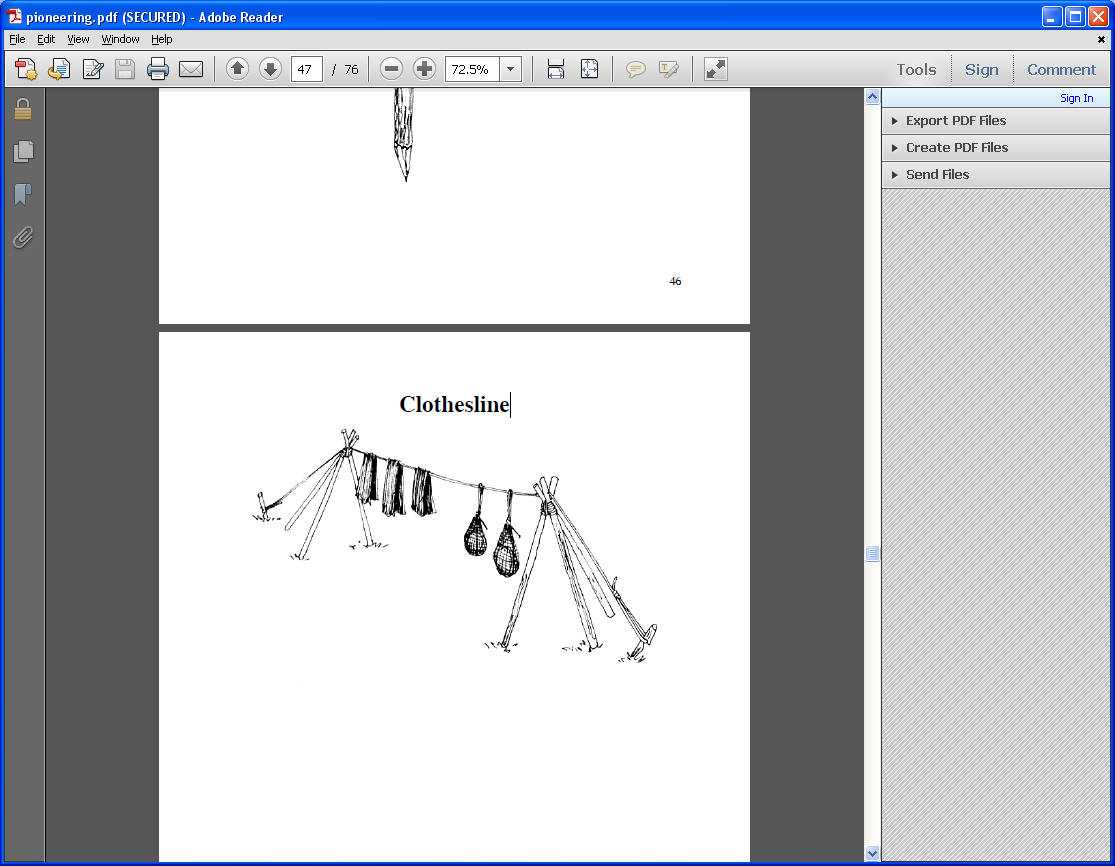 pioneering.pdf (SECURED) - Adobe Reader
File Edit View Window Help
47 / 76 72.5% Tools Sign Comment
Sign In
Export PDF Files
Create PDF Files
Send Files
46
Clothesline